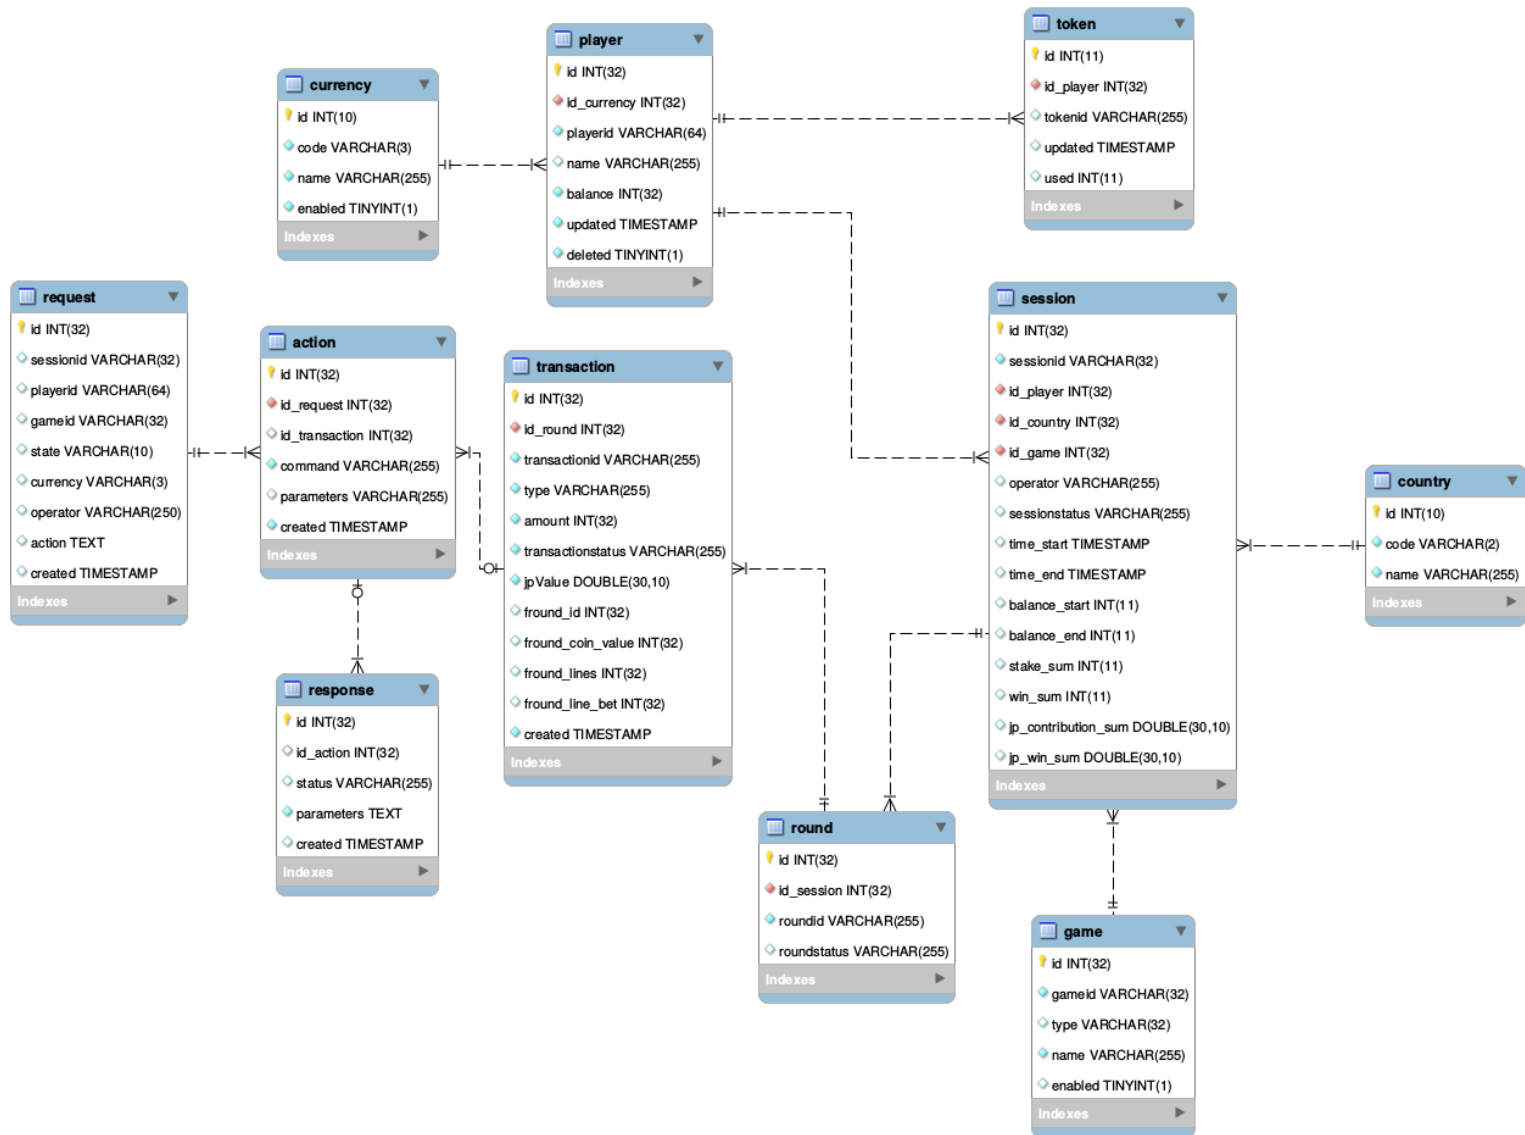 currency
id INT(10)
code VARCHAR(3)
name VARCHAR(255)
enabled TINYINT(1)
Indexes
player
id INT(32)
id_currency INT(32)
playerid VARCHAR(64)
name VARCHAR(255)
balance INT(32)
updated TIMESTAMP
deleted TINYINT(1)
Indexes
token
id INT(11)
id_player INT(32)
tokenid VARCHAR(255)
updated TIMESTAMP
used INT(11)
Indexes
request
id INT(32)
sessionid VARCHAR(32)
playerid VARCHAR(64)
gameid VARCHAR(32)
state VARCHAR(10)
currency VARCHAR(3)
operator VARCHAR(250)
action TEXT
created TIMESTAMP
Indexes
action
id INT(32)
id_request INT(32)
id_transaction INT(32)
command VARCHAR(255)
parameters VARCHAR(255)
created TIMESTAMP
Indexes
transaction
id INT(32)
id_round INT(32)
transactionid VARCHAR(255)
type VARCHAR(255)
amount INT(32)
transactionstatus VARCHAR(255)
jpValue DOUBLE(30,10)
fround_id INT(32)
fround_coin_value INT(32)
fround_lines INT(32)
fround_line_bet INT(32)
created TIMESTAMP
Indexes
session
id INT(32)
sessionid VARCHAR(32)
id_player INT(32)
id_country INT(32)
id_game INT(32)
operator VARCHAR(255)
sessionstatus VARCHAR(255)
time_start TIMESTAMP
time_end TIMESTAMP
balance_start INT(11)
balance_end INT(11)
stake_sum INT(11)
win_sum INT(11)
jp_contribution_sum DOUBLE(30,10)
jp_win_sum DOUBLE(30,10)
Indexes
country
id INT(10)
code VARCHAR(2)
name VARCHAR(255)
Indexes
response
id INT(32)
id_action INT(32)
status VARCHAR(255)
parameters TEXT
created TIMESTAMP
Indexes
round
id INT(32)
id_session INT(32)
roundid VARCHAR(255)
roundstatus VARCHAR(255)
Indexes
game
id INT(32)
gameid VARCHAR(32)
type VARCHAR(32)
name VARCHAR(255)
enabled TINYINT(1)
Indexes